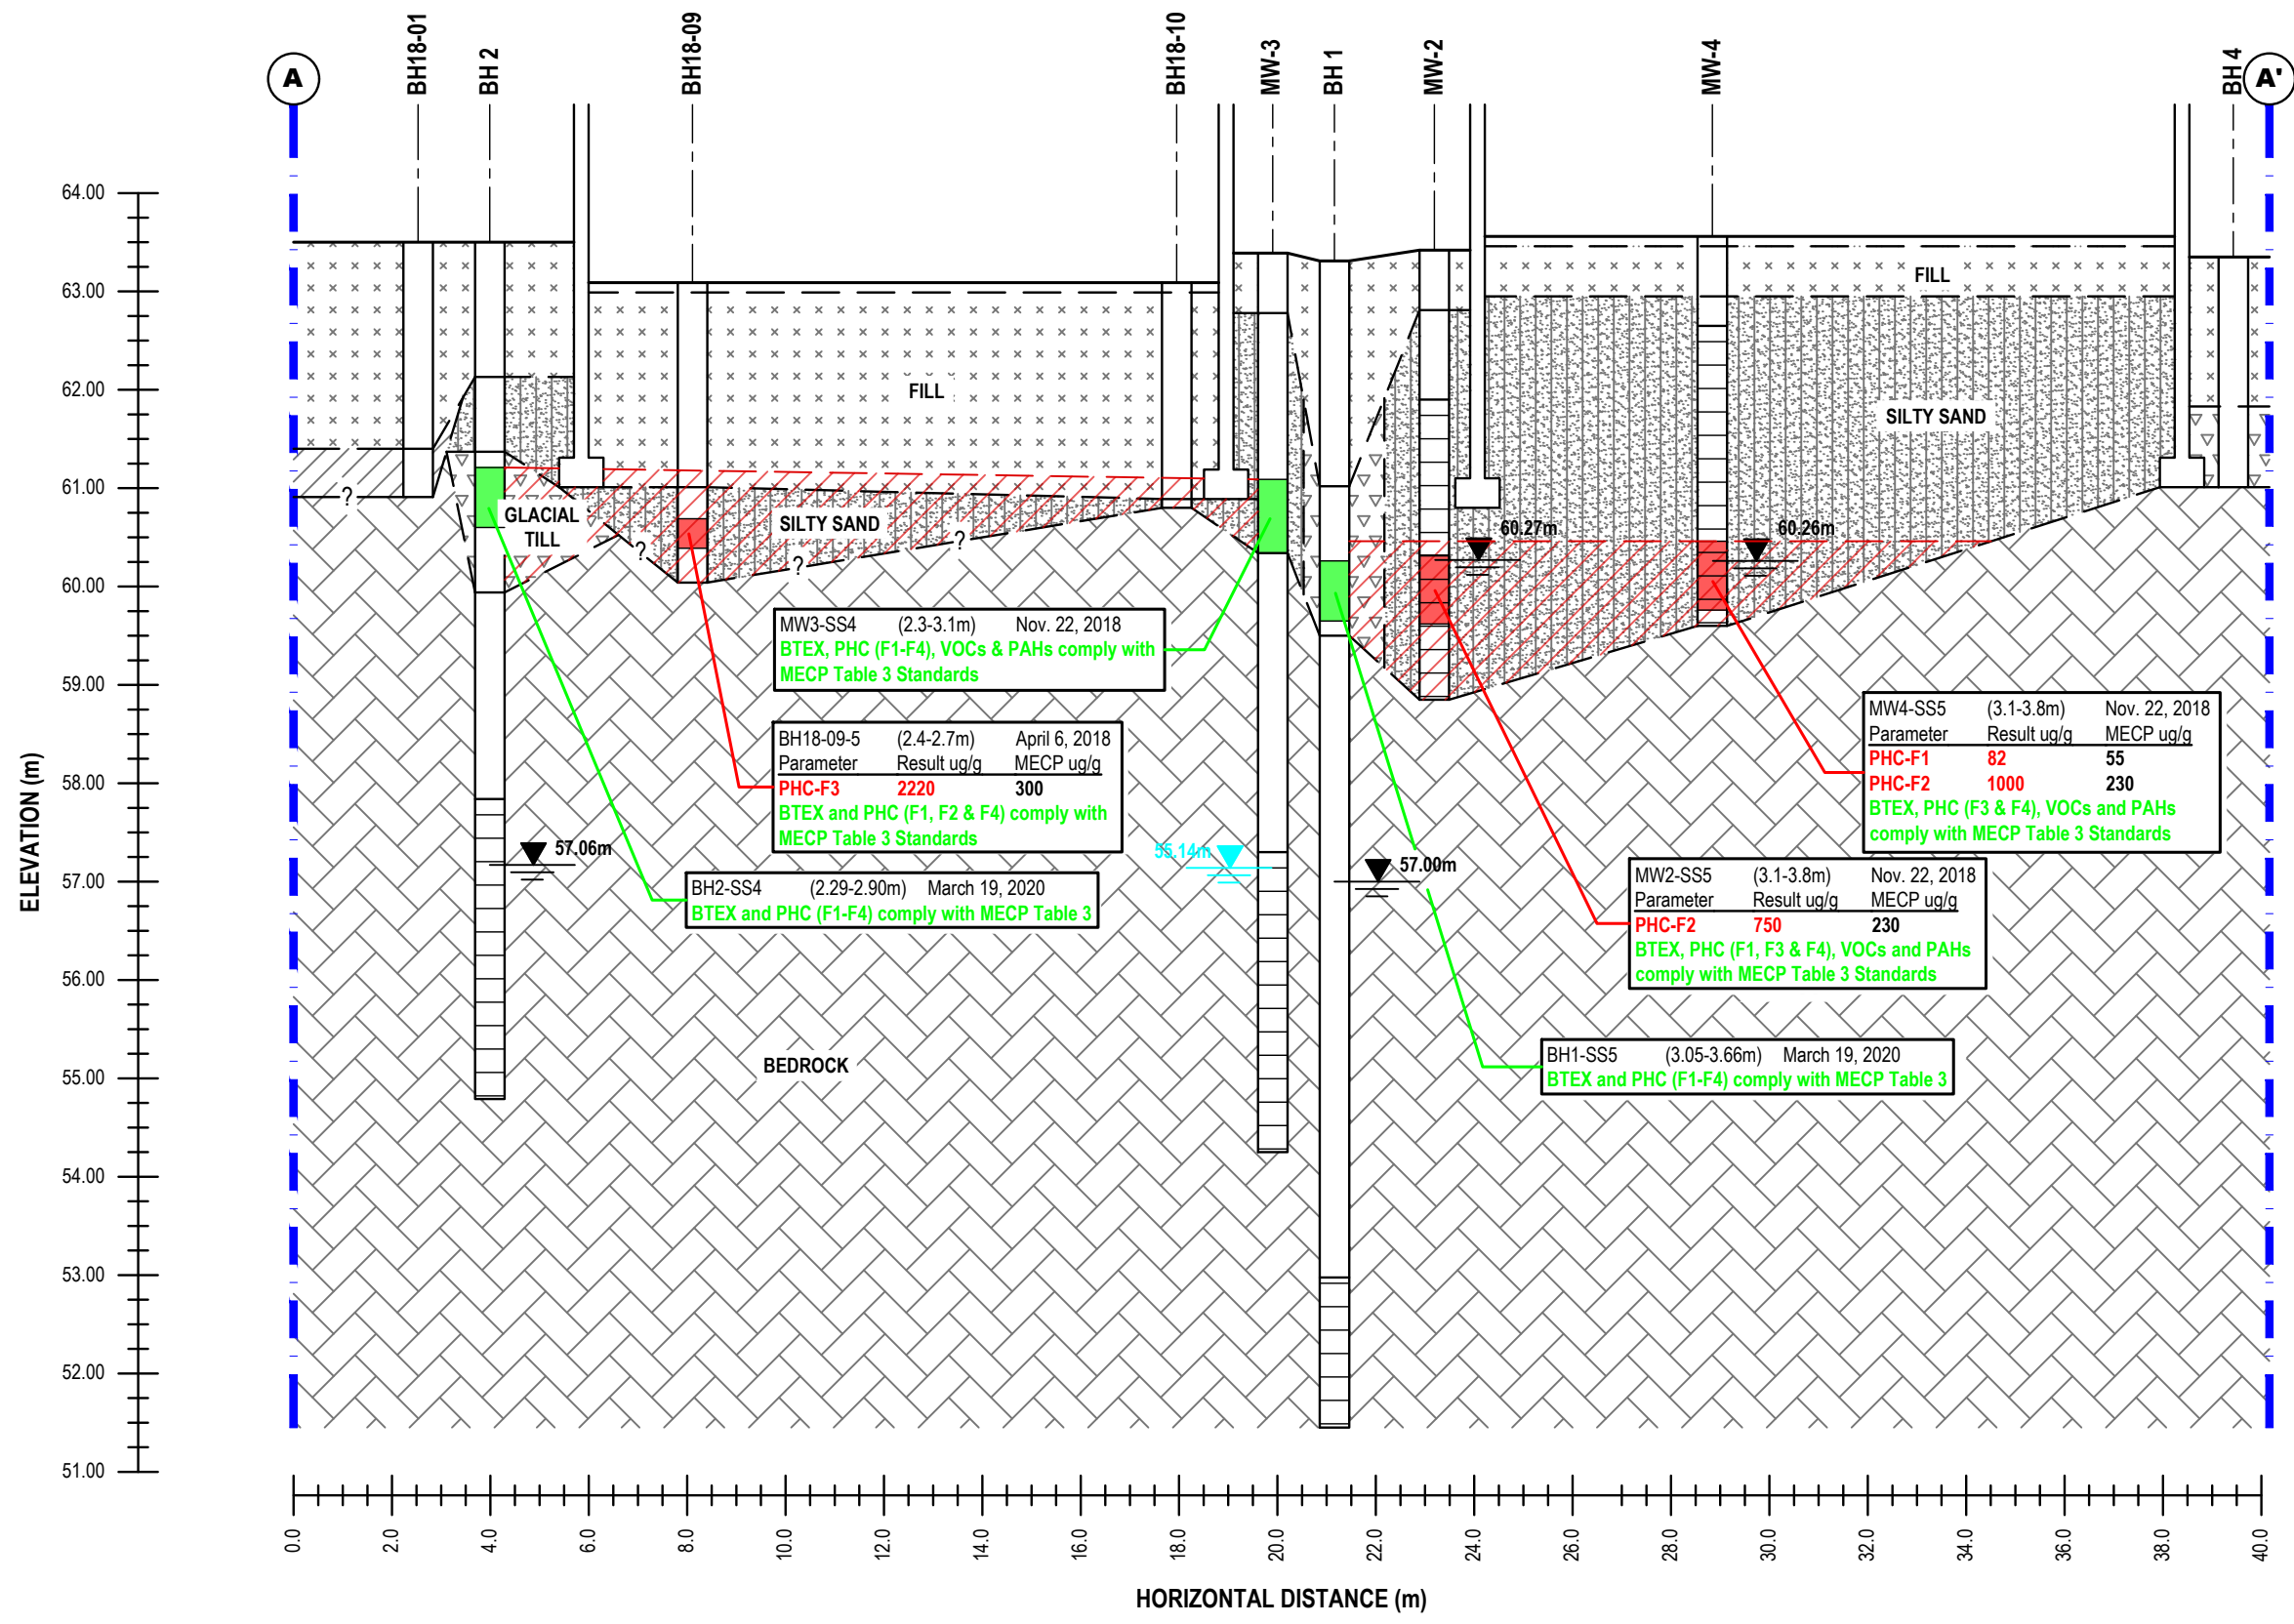 A
BH18-01
BH 2
BH18-09
BH18-10
MW-3
BH 1
MW-2
MW-4
BH 4
A'
64.00
63.00
62.00
61.00
60.00
59.00
58.00
57.00
56.00
55.00
54.00
53.00
52.00
51.00
ELEVATION (m)
FILL
FILL
SILTY SAND
GLACIAL
TILL
SILTY SAND
?
?
?
?
60.27m
60.26m
MW3-SS4 (2.3-3.1m) Nov. 22, 2018
BTEX, PHC (F1-F4), VOCs & PAHs comply with
MECP Table 3 Standards
BH18-09-5 (2.4-2.7m) April 6, 2018
Parameter Result ug/g MECP ug/g
PHC-F3 2220 300
BTEX and PHC (F1, F2 & F4) comply with
MECP Table 3 Standards
MW4-SS5 (3.1-3.8m) Nov. 22, 2018
Parameter Result ug/g MECP ug/g
PHC-F1 82 55
PHC-F2 1000 230
BTEX, PHC (F3 & F4), VOCs and PAHs
comply with MECP Table 3 Standards
57.06m
55.14m
57.00m
BH2-SS4 (2.29-2.90m) March 19, 2020
BTEX and PHC (F1-F4) comply with MECP Table 3
MW2-SS5 (3.1-3.8m) Nov. 22, 2018
Parameter Result ug/g MECP ug/g
PHC-F2 750 230
BTEX, PHC (F1, F3 & F4), VOCs and PAHs
comply with MECP Table 3 Standards
BH1-SS5 (3.05-3.66m) March 19, 2020
BTEX and PHC (F1-F4) comply with MECP Table 3
BEDROCK
0.0
2.0
4.0
6.0
8.0
10.0
12.0
14.0
16.0
18.0
20.0
22.0
24.0
26.0
28.0
30.0
32.0
34.0
36.0
38.0
40.0
HORIZONTAL DISTANCE (m)